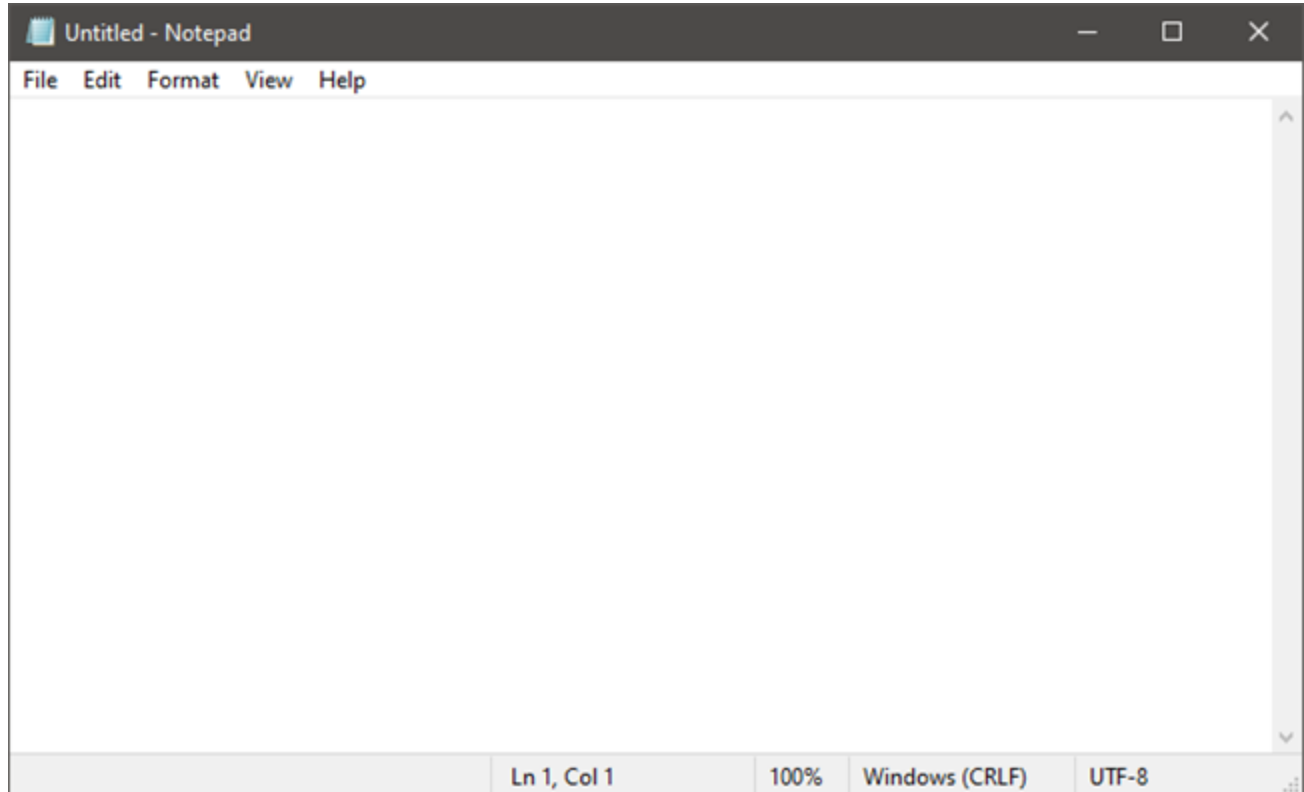 Untitled - Notepad
File Edit Format View Help
Ln 1, Col 1 100% Windows (CRLF) UTF-8